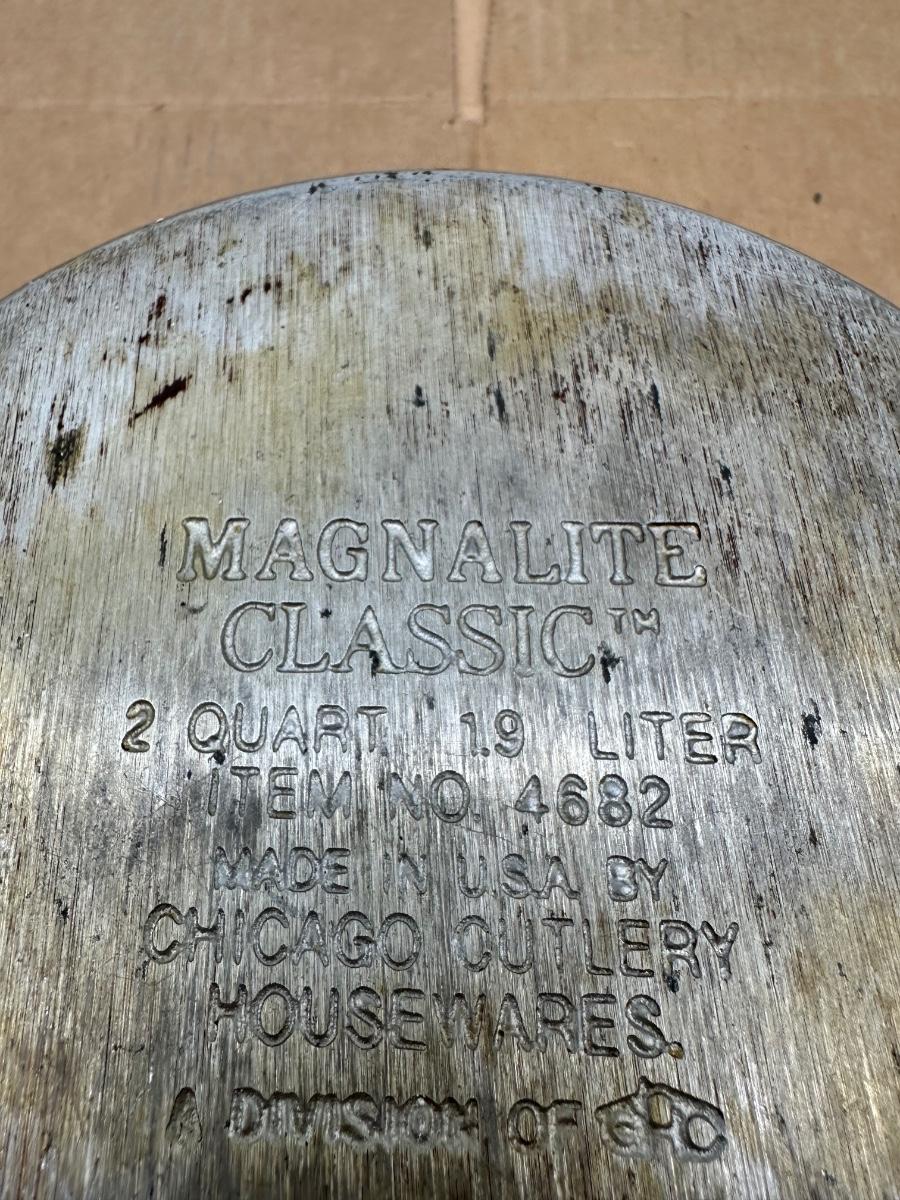 MAGNALITE
CLASSIC™
2 QUART 1.9 LITER
ITEM NO. 4682
MADE IN U.S.A. BY
CHICAGO CUTLERY
HOUSEWARES.
A DIVISION OF